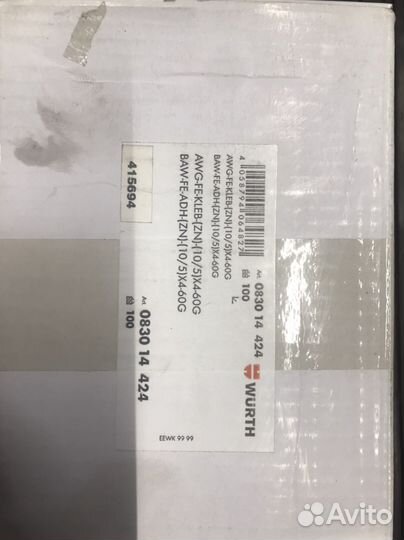 415694
AWG-FE-KLEB-(ZN)-(10/5)X4-60G
BAW-FE-ADH-(ZN)-(10/5)X4-60G
Art. 0830 14 424
100
4 058794 064827
AWG-FE-KLEB-(ZN)-(10/5)X4-60G
BAW-FE-ADH-(ZN)-(10/5)X4-60G
Art. 0830 14 424
100
WÜRTH
EEWK 99 99
Avito